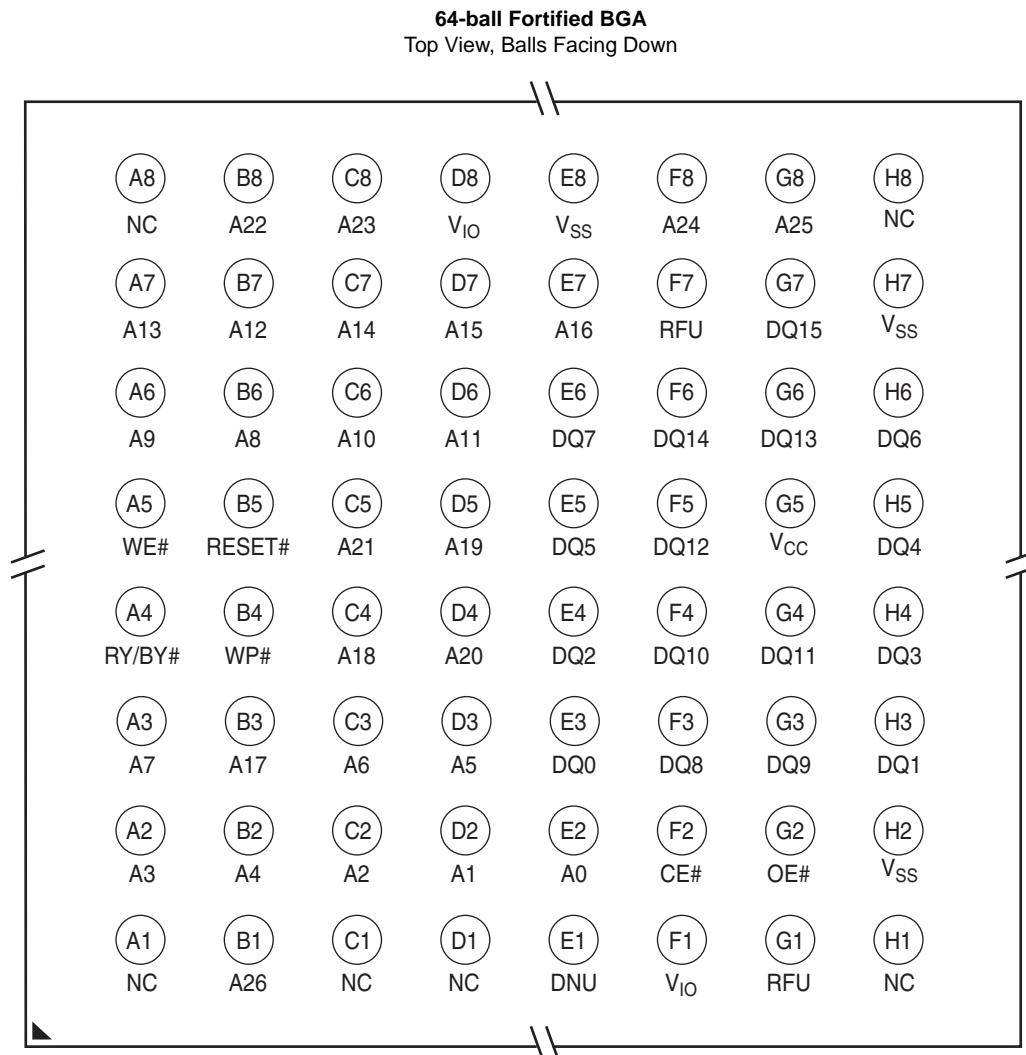 64-ball Fortified BGA
Top View, Balls Facing Down
A8 B8 C8 D8 E8 F8 G8 H8
NC A22 A23 VIO VSS A24 A25 NC
A7 B7 C7 D7 E7 F7 G7 H7
A13 A12 A14 A15 A16 RFU DQ15 VSS
A6 B6 C6 D6 E6 F6 G6 H6
A9 A8 A10 A11 DQ7 DQ14 DQ13 DQ6
A5 B5 C5 D5 E5 F5 G5 H5
WE# RESET# A21 A19 DQ5 DQ12 VCC DQ4
A4 B4 C4 D4 E4 F4 G4 H4
RY/BY# WP# A18 A20 DQ2 DQ10 DQ11 DQ3
A3 B3 C3 D3 E3 F3 G3 H3
A7 A17 A6 A5 DQ0 DQ8 DQ9 DQ1
A2 B2 C2 D2 E2 F2 G2 H2
A3 A4 A2 A1 A0 CE# OE# VSS
A1 B1 C1 D1 E1 F1 G1 H1
NC A26 NC NC DNU VIO RFU NC